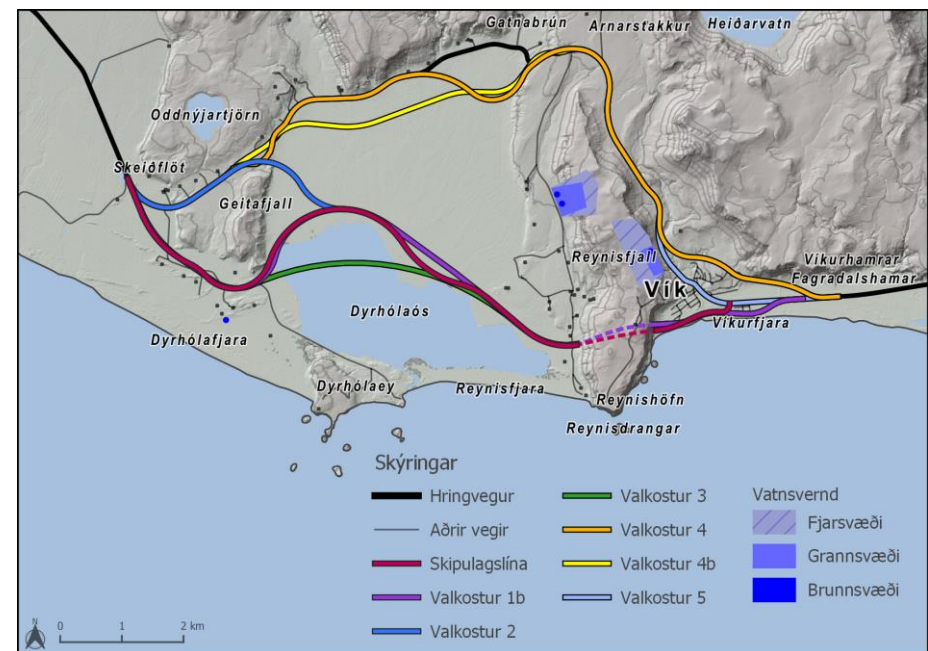 Gatnabrún
Arnarstakkur
Heiðarvatn
Oddnýjartjörn
Skeiðflöt
Geitafjall
Reynisfjall
Víkurhamrar
Fagradalshamar
Vík
Víkurfjara
Dyrhólaós
Dyrhólafjara
Dyrhólaey
Reynisfjara
Reynishöfn
Reynisdrangar
Skýringar
Hringvegur
Aðrir vegir
Skipulagslína
Valkostur 1b
Valkostur 2
Valkostur 3
Valkostur 4
Valkostur 4b
Valkostur 5
Vatnsvernd
Fjarsvæði
Grannsvæði
Brunnsvæði
N
0 1 2 km